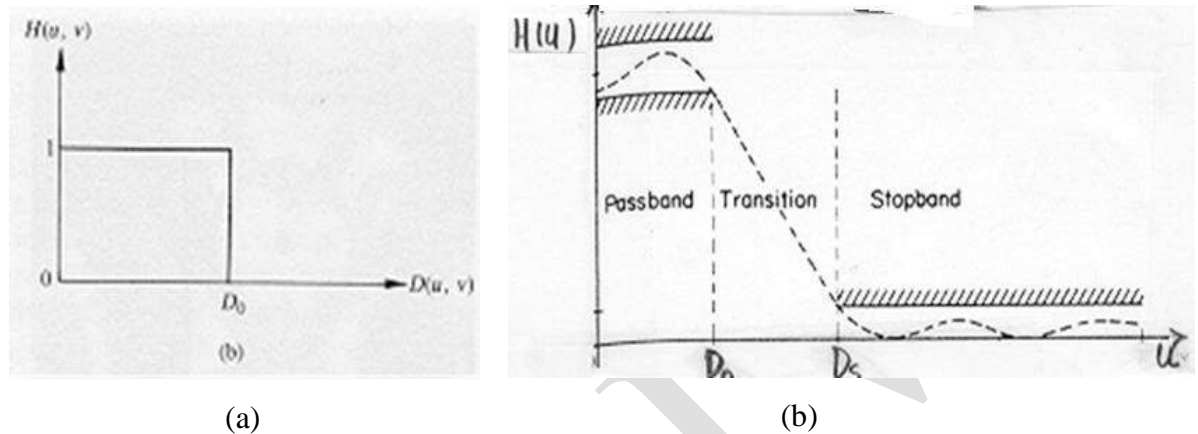 H(u, v)
1
0
D₀
D(u, v)
(b)
(a)
H(u)
Passband
Transition
Stopband
D₀
Dₛ
u
(b)